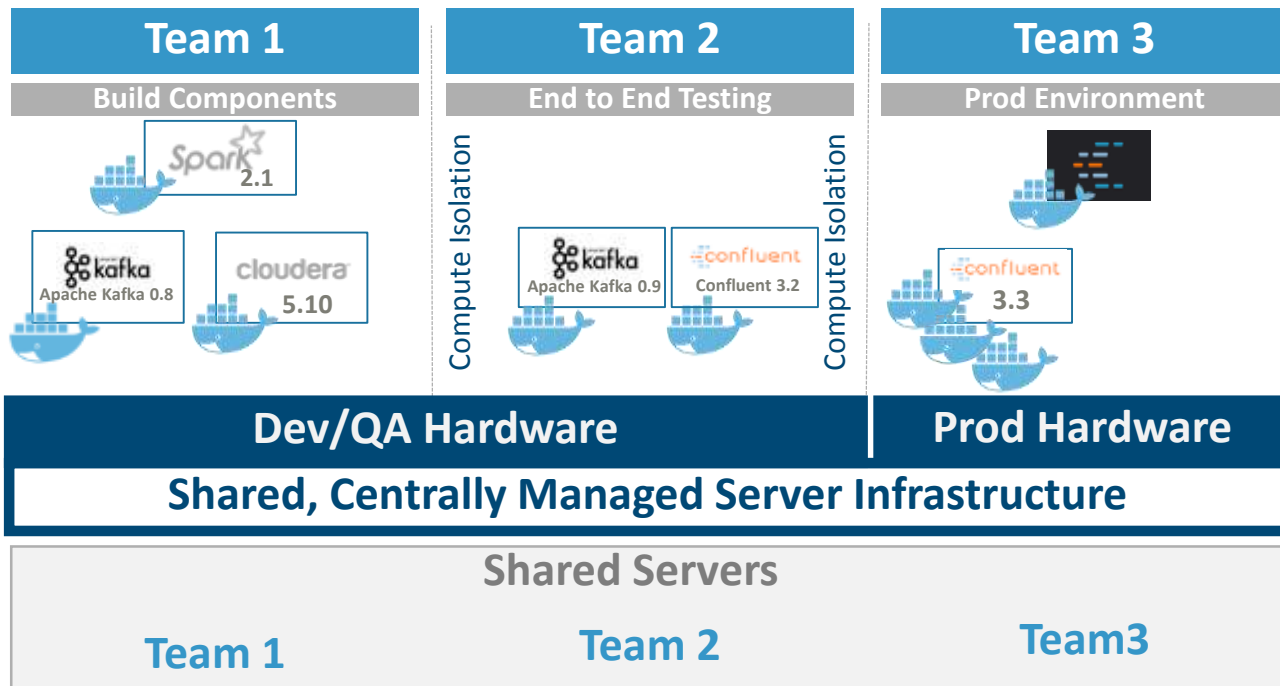 Team 1
Team 2
Team 3
Build Components
End to End Testing
Prod Environment
Spark
2.1
kafka
Apache Kafka 0.8
cloudera
5.10
Compute Isolation
kafka
Apache Kafka 0.9
confluent
Confluent 3.2
Compute Isolation
confluent
3.3
Dev/QA Hardware
Prod Hardware
Shared, Centrally Managed Server Infrastructure
Shared Servers
Team 1
Team 2
Team3